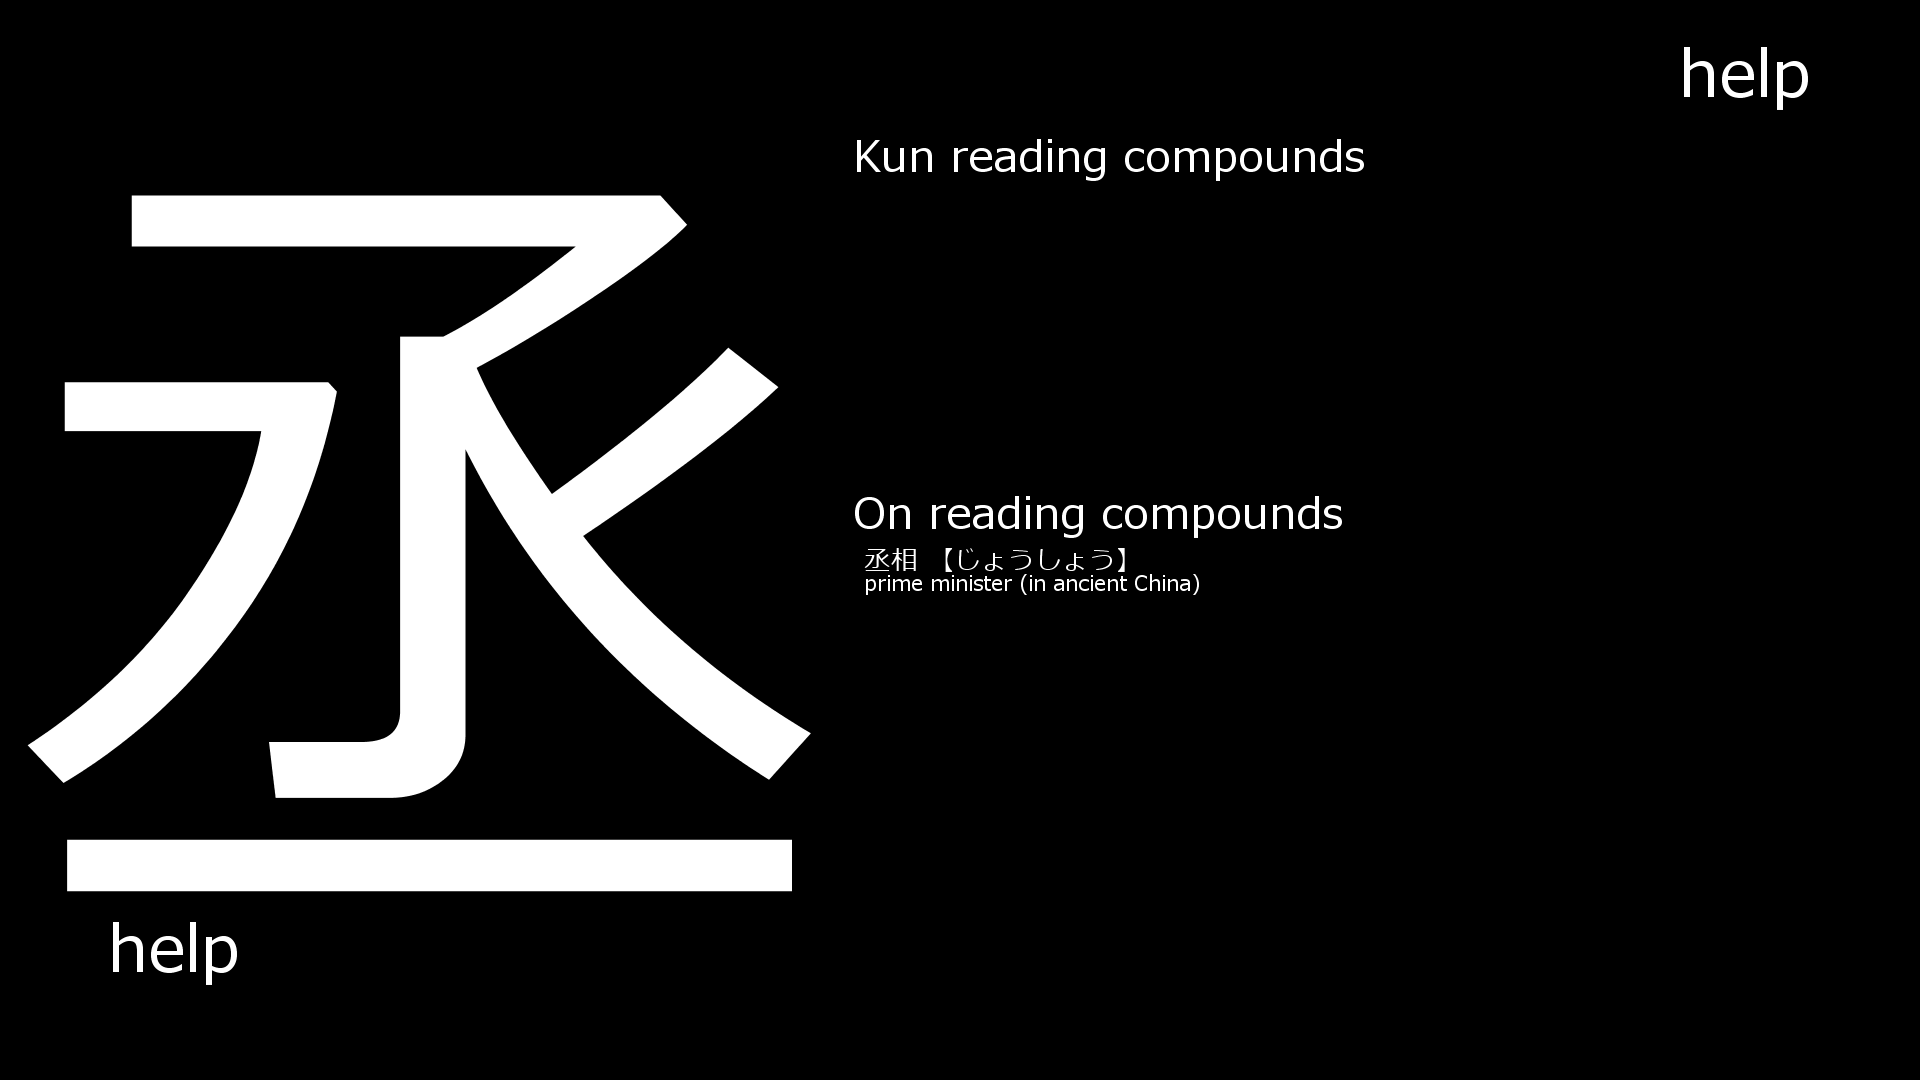 help
Kun reading compounds
丞
On reading compounds
丞相 【じょうしょう】
prime minister (in ancient China)
help